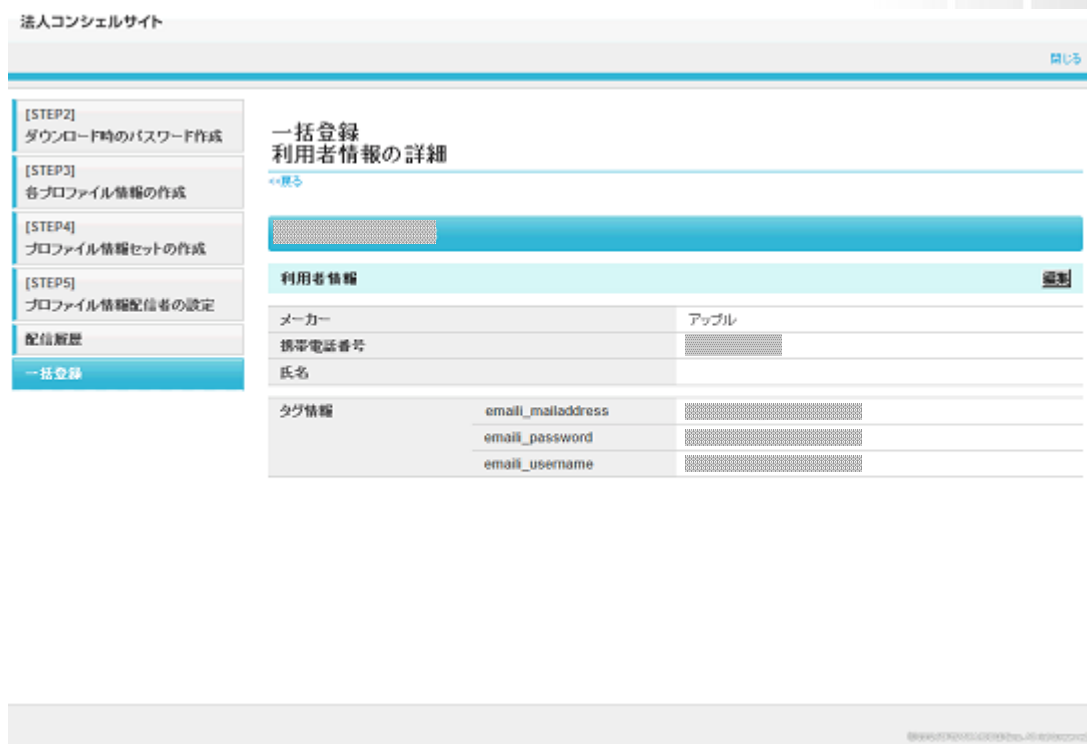 法人コンシェルサイト
閉じる
[STEP2]
ダウンロード時のパスワード作成
[STEP3]
各プロファイル情報の作成
[STEP4]
プロファイル情報セットの作成
[STEP5]
プロファイル情報配信者の設定
配信履歴
一括登録
一括登録
利用者情報の詳細
<<戻る
利用者情報
編集
メーカー
アップル
携帯電話番号
氏名
タグ情報
emaili_mailaddress
emaili_password
emaili_username